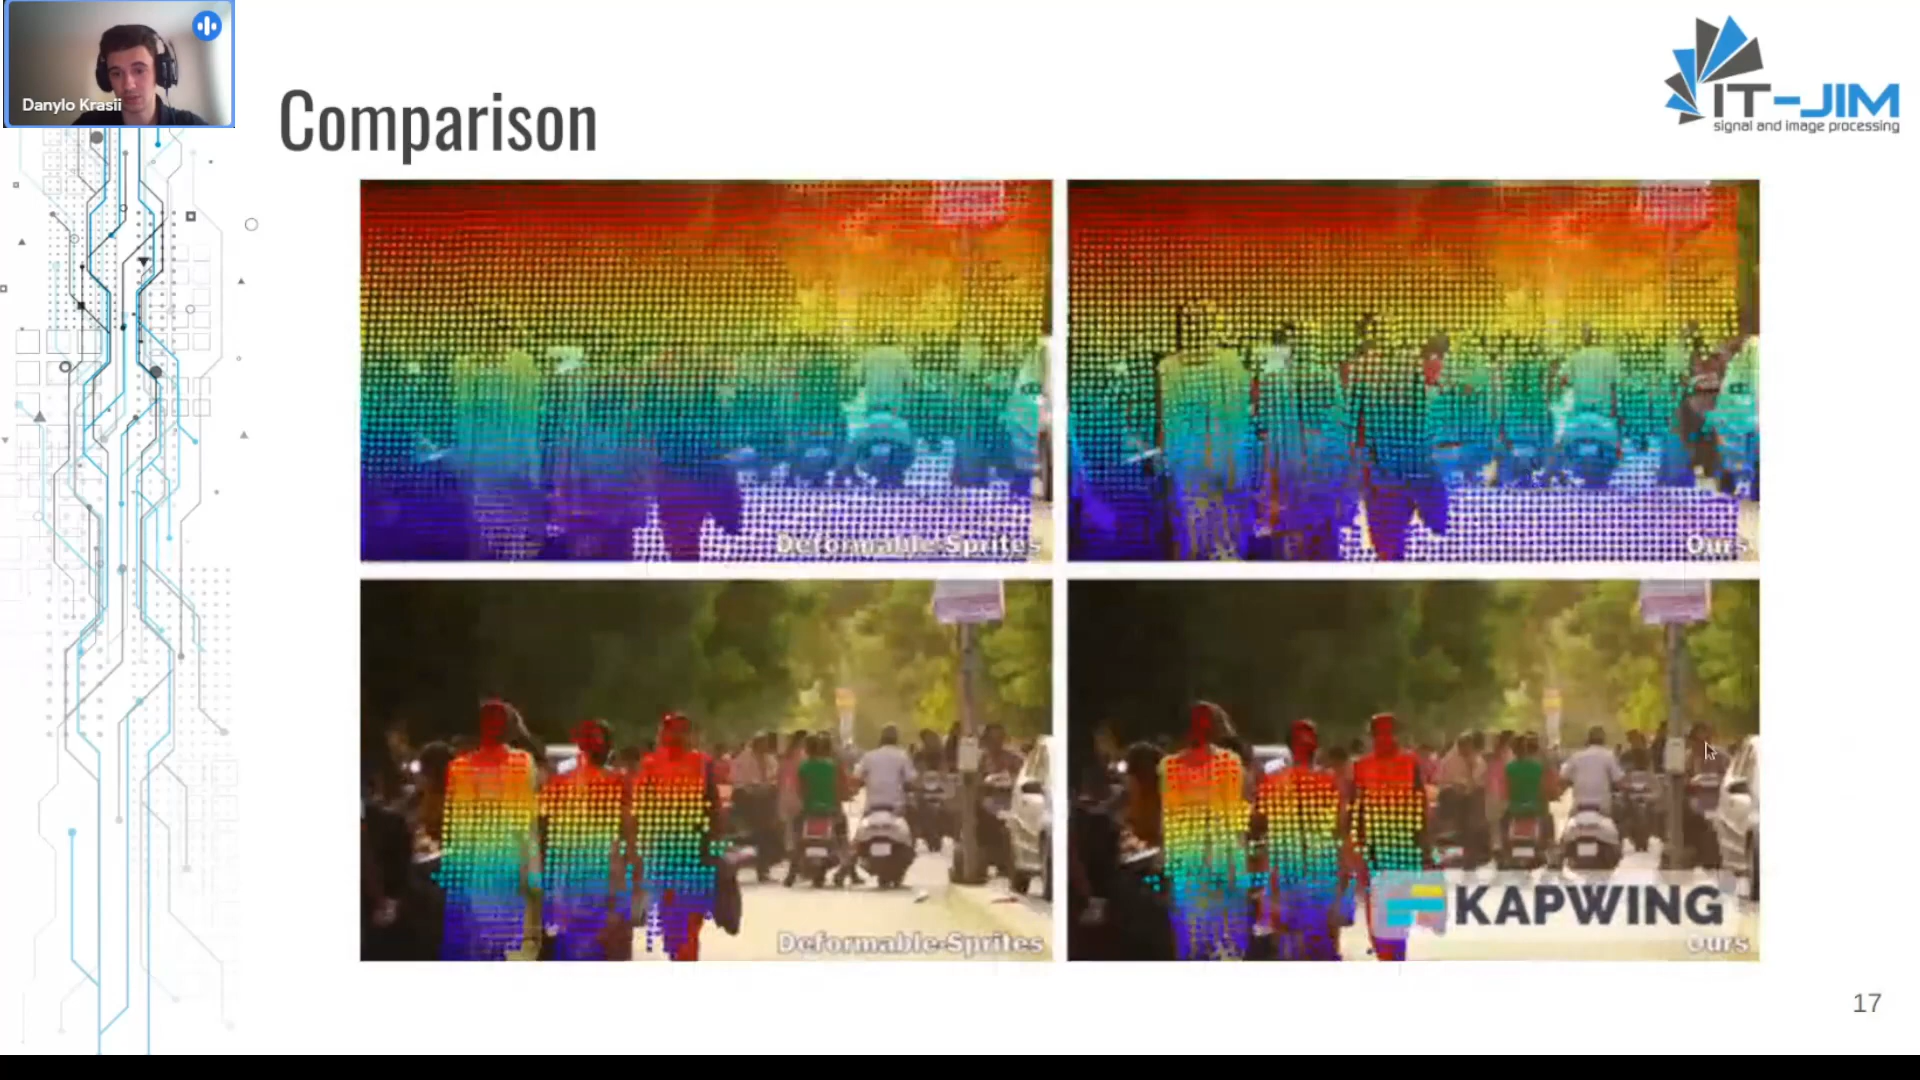 Danylo Krasii
IT-JIM
signal and image processing
Comparison
Deformable-Sprites
Ours
Deformable-Sprites
KAPWING
Ours
17